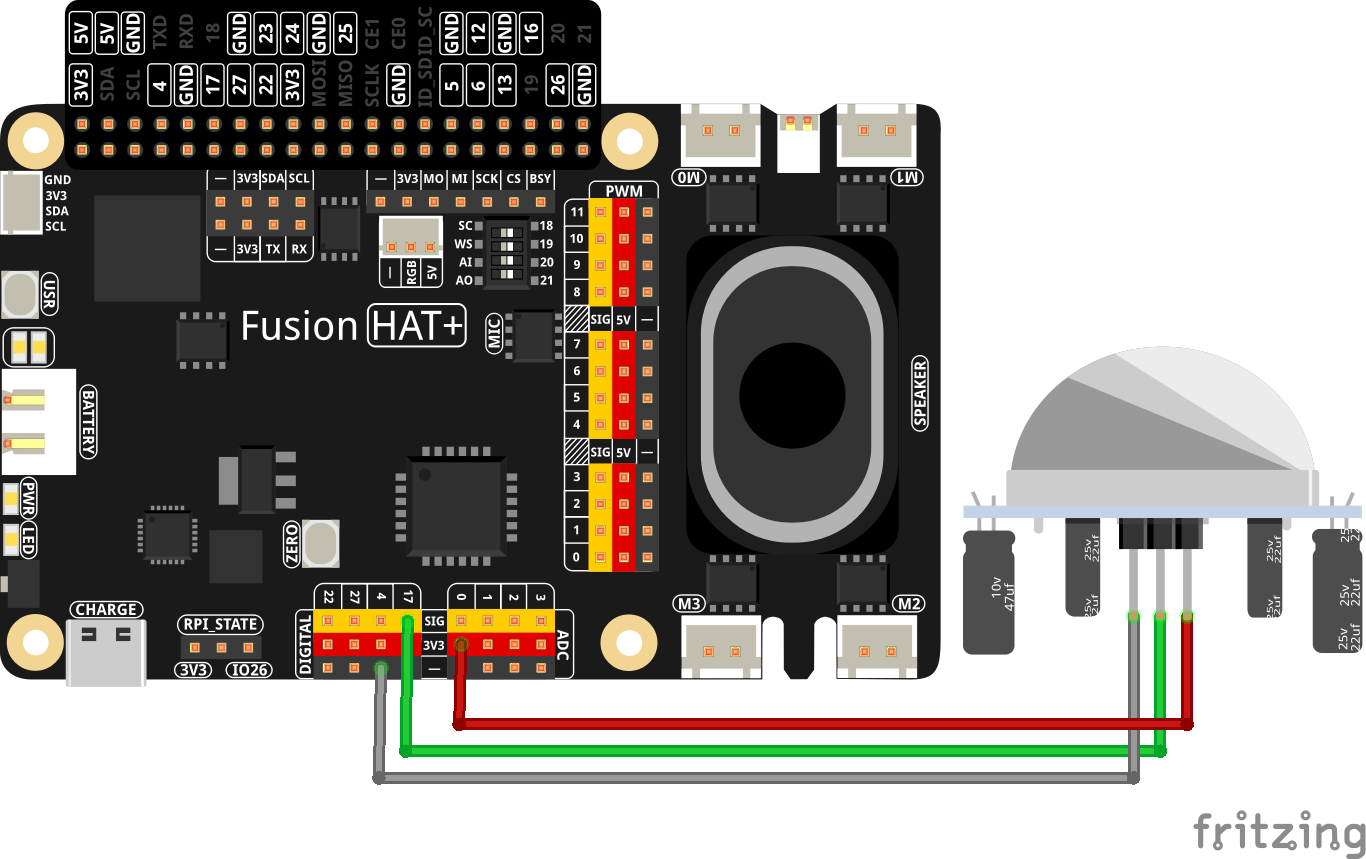 5V 5V GND TXD RXD 18 GND 23 24 GND 25 CE1 CE0 ID_SC GND 12 GND 16 20 21
3V3 SDA SCL 4 GND 17 27 22 3V3 MOSI MISO SCLK GND ID_SD 5 6 13 19 26 GND
— 3V3 SDA SCL
— 3V3 MO MI SCK CS BSY
GND
3V3
SDA
SCL
M0
M1
PWM
11
10
9
8
SIG 5V —
7
6
5
4
SIG 5V —
3
2
1
0
SC 18
WS 19
AI 20
AO 21
— 3V3 TX RX
— RGB 5V
USR
Fusion HAT+
MIC
BATTERY
SPEAKER
PWR
LED
ZERO
CHARGE
RPI_STATE
3V3 IO26
DIGITAL
22 27 4 17
SIG
3V3
—
0 1 2 3
ADC
M3
M2
10v
47uf
25v
22uf
25v
22uf
25v
22uf
25v
22uf
25v
22uf
25v
22uf
fritzing